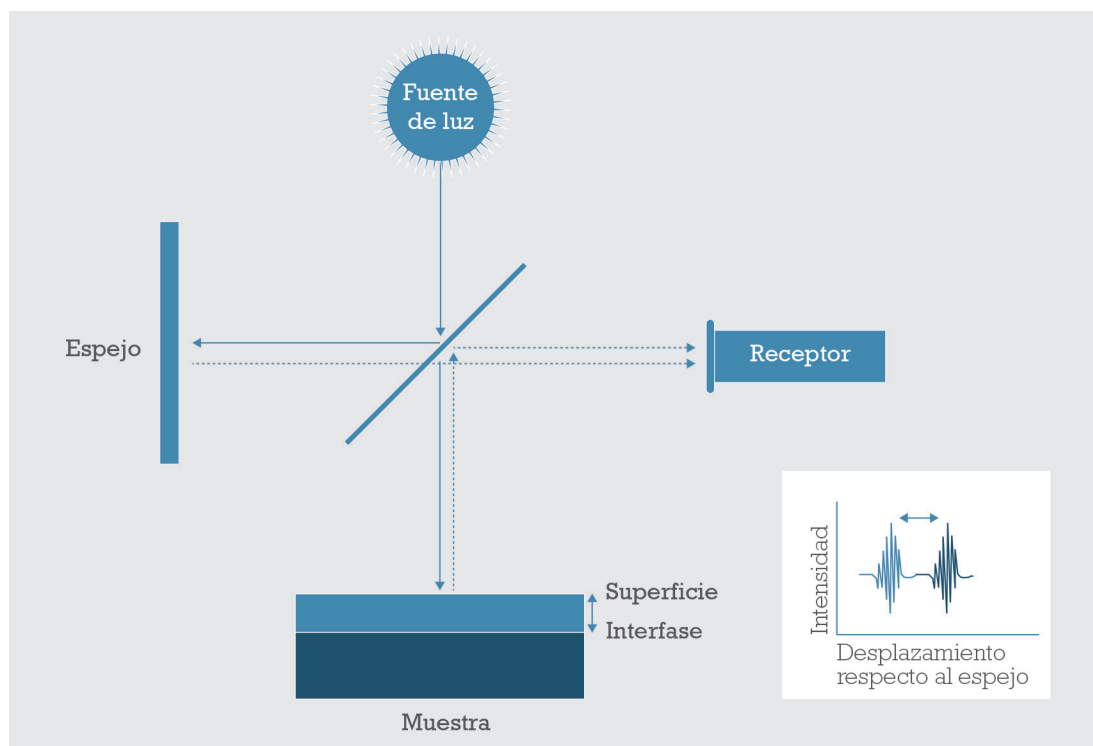 Fuente
de luz
Espejo
Receptor
Superficie
Interfase
Muestra
Intensidad
Desplazamiento
respecto al espejo